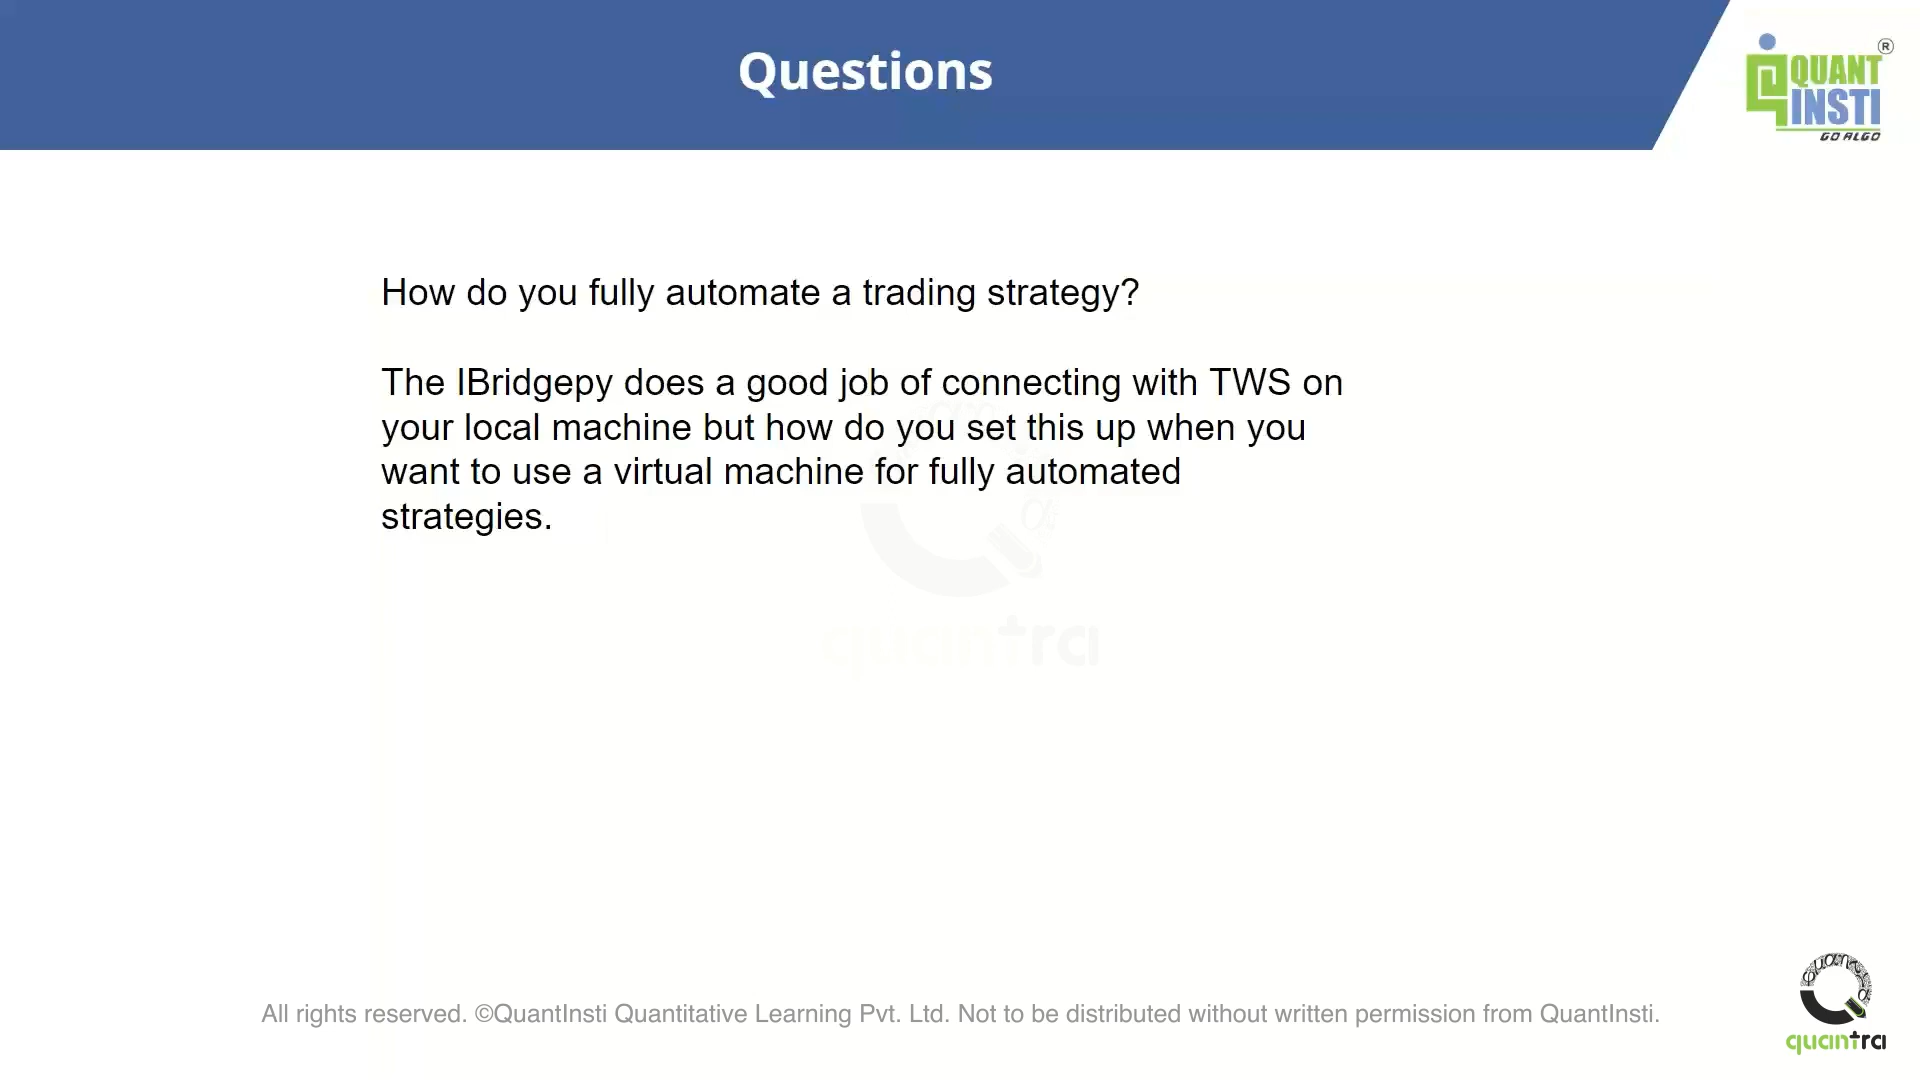 Questions
QUANT
INSTI
GO ALGO
®
How do you fully automate a trading strategy?
The IBridgepy does a good job of connecting with TWS on
your local machine but how do you set this up when you
want to use a virtual machine for fully automated
strategies.
quantra
All rights reserved. ©QuantInsti Quantitative Learning Pvt. Ltd. Not to be distributed without written permission from QuantInsti.
quantra